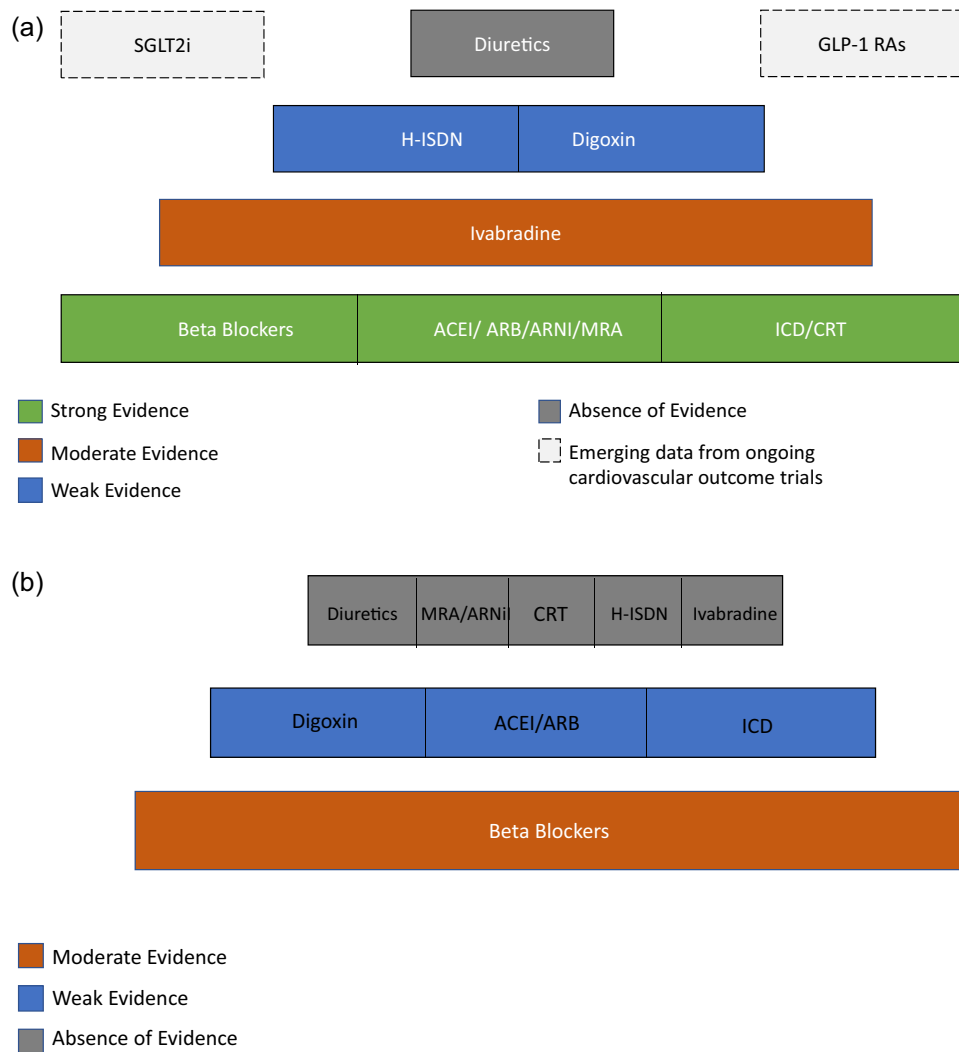 (a)
SGLT2i
Diuretics
GLP-1 RAs
H-ISDN
Digoxin
Ivabradine
Beta Blockers
ACEI/ ARB/ARNI/MRA
ICD/CRT
Strong Evidence
Moderate Evidence
Weak Evidence
Absence of Evidence
Emerging data from ongoing
cardiovascular outcome trials
(b)
Diuretics
MRA/ARNiI
CRT
H-ISDN
Ivabradine
Digoxin
ACEI/ARB
ICD
Beta Blockers
Moderate Evidence
Weak Evidence
Absence of Evidence